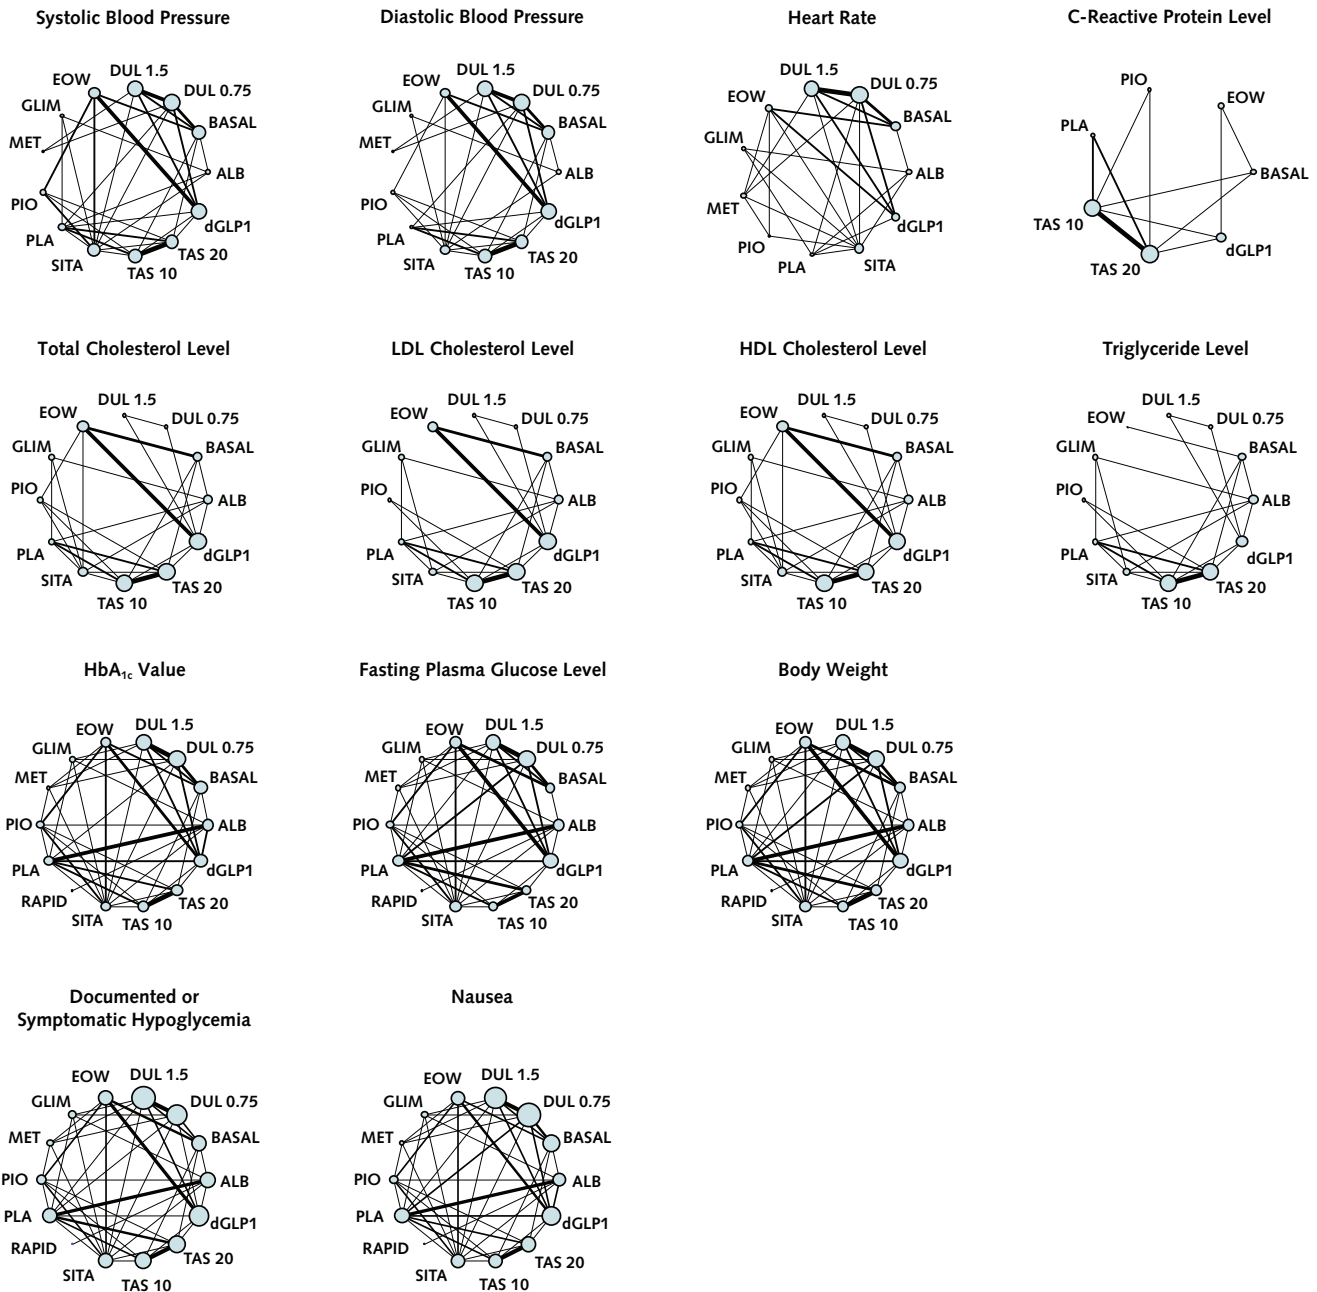 Systolic Blood Pressure
Diastolic Blood Pressure
Heart Rate
C-Reactive Protein Level
EOW
DUL 1.5
DUL 0.75
GLIM
BASAL
MET
ALB
PIO
dGLP1
PLA
TAS 20
SITA
TAS 10
EOW
DUL 1.5
DUL 0.75
GLIM
BASAL
MET
ALB
PIO
dGLP1
PLA
TAS 20
SITA
TAS 10
DUL 1.5
DUL 0.75
EOW
BASAL
GLIM
ALB
MET
dGLP1
PIO
PLA
SITA
PIO
EOW
PLA
BASAL
TAS 10
dGLP1
TAS 20
Total Cholesterol Level
LDL Cholesterol Level
HDL Cholesterol Level
Triglyceride Level
DUL 1.5
EOW
DUL 0.75
GLIM
BASAL
PIO
ALB
PLA
dGLP1
SITA
TAS 20
TAS 10
DUL 1.5
EOW
DUL 0.75
GLIM
BASAL
PIO
ALB
PLA
dGLP1
SITA
TAS 20
TAS 10
DUL 1.5
EOW
DUL 0.75
GLIM
BASAL
PIO
ALB
PLA
dGLP1
SITA
TAS 20
TAS 10
DUL 1.5
EOW
DUL 0.75
GLIM
BASAL
PIO
ALB
PLA
dGLP1
SITA
TAS 20
TAS 10
HbA1c Value
Fasting Plasma Glucose Level
Body Weight
EOW
DUL 1.5
GLIM
DUL 0.75
MET
BASAL
PIO
ALB
PLA
dGLP1
RAPID
TAS 20
SITA
TAS 10
EOW
DUL 1.5
GLIM
DUL 0.75
MET
BASAL
PIO
ALB
PLA
dGLP1
RAPID
TAS 20
SITA
TAS 10
EOW
DUL 1.5
GLIM
DUL 0.75
MET
BASAL
PIO
ALB
PLA
dGLP1
RAPID
TAS 20
SITA
TAS 10
Documented or
Symptomatic Hypoglycemia
Nausea
EOW
DUL 1.5
GLIM
DUL 0.75
MET
BASAL
PIO
ALB
PLA
dGLP1
RAPID
TAS 20
SITA
TAS 10
EOW
DUL 1.5
GLIM
DUL 0.75
MET
BASAL
PIO
ALB
PLA
dGLP1
RAPID
TAS 20
SITA
TAS 10